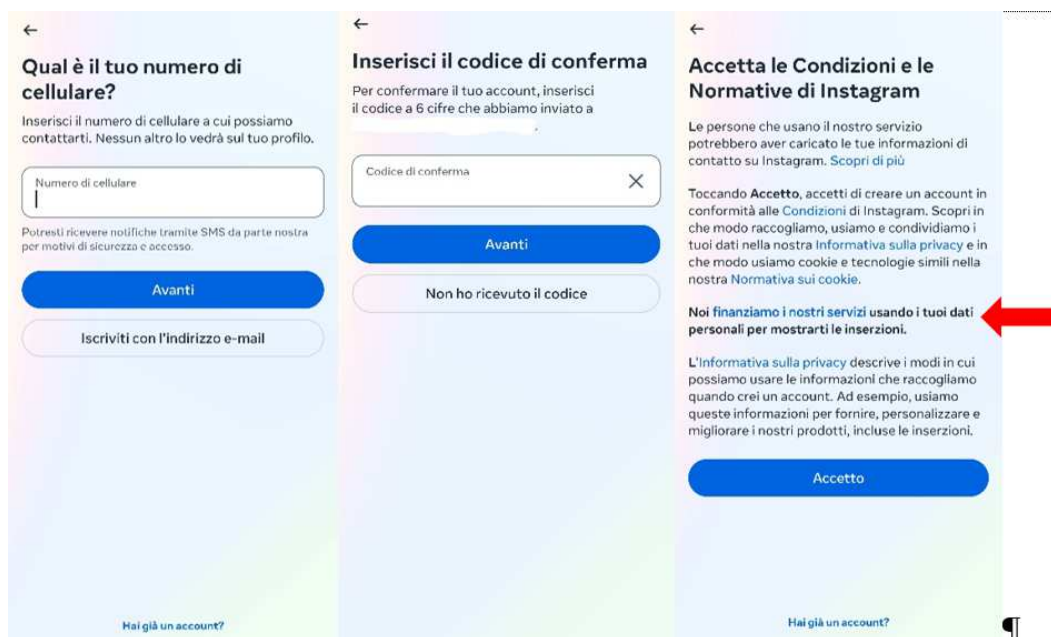 Qual è il tuo numero di
cellulare?
Inserisci il numero di cellulare a cui possiamo
contattarti. Nessun altro lo vedrà sul tuo profilo.
Numero di cellulare
Potresti ricevere notifiche tramite SMS da parte nostra
per motivi di sicurezza e accesso.
Avanti
Iscriviti con l'indirizzo e-mail
Hai già un account?
Inserisci il codice di conferma
Per confermare il tuo account, inserisci
il codice a 6 cifre che abbiamo inviato a
.
Codice di conferma
Avanti
Non ho ricevuto il codice
Accetta le Condizioni e le
Normative di Instagram
Le persone che usano il nostro servizio
potrebbero aver caricato le tue informazioni di
contatto su Instagram. Scopri di più
Toccando Accetto, accetti di creare un account in
conformità alle Condizioni di Instagram. Scopri in
che modo raccogliamo, usiamo e condividiamo i
tuoi dati nella nostra Informativa sulla privacy e in
che modo usiamo cookie e tecnologie simili nella
nostra Normativa sui cookie.
Noi finanziamo i nostri servizi usando i tuoi dati
personali per mostrarti le inserzioni.
L'Informativa sulla privacy descrive i modi in cui
possiamo usare le informazioni che raccogliamo
quando crei un account. Ad esempio, usiamo
queste informazioni per fornire, personalizzare e
migliorare i nostri prodotti, incluse le inserzioni.
Accetto
Hai già un account?
¶